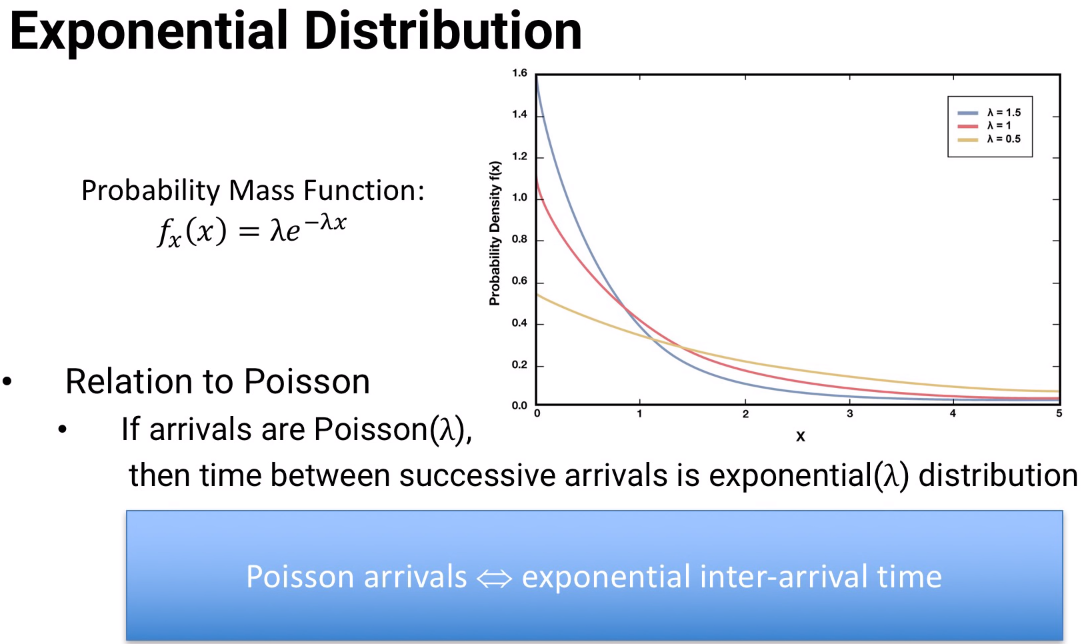 Exponential Distribution
Probability Mass Function:
fₓ(x) = λe^−λx
1.6
1.4
1.2
1.0
0.8
0.6
0.4
0.2
0.0
Probability Density f(x)
λ = 1.5
λ = 1
λ = 0.5
0
1
2
3
4
5
X
• Relation to Poisson
• If arrivals are Poisson(λ),
then time between successive arrivals is exponential(λ) distribution
Poisson arrivals ⇔ exponential inter-arrival time